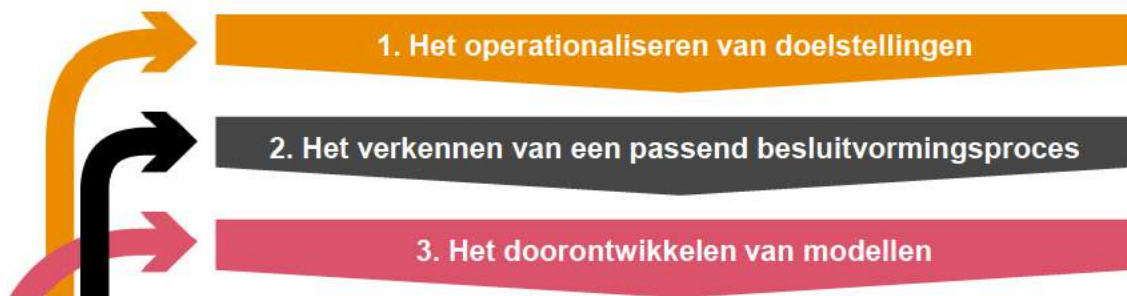 1. Het operationaliseren van doelstellingen
2. Het verkennen van een passend besluitvormingsproces
3. Het doorontwikkelen van modellen